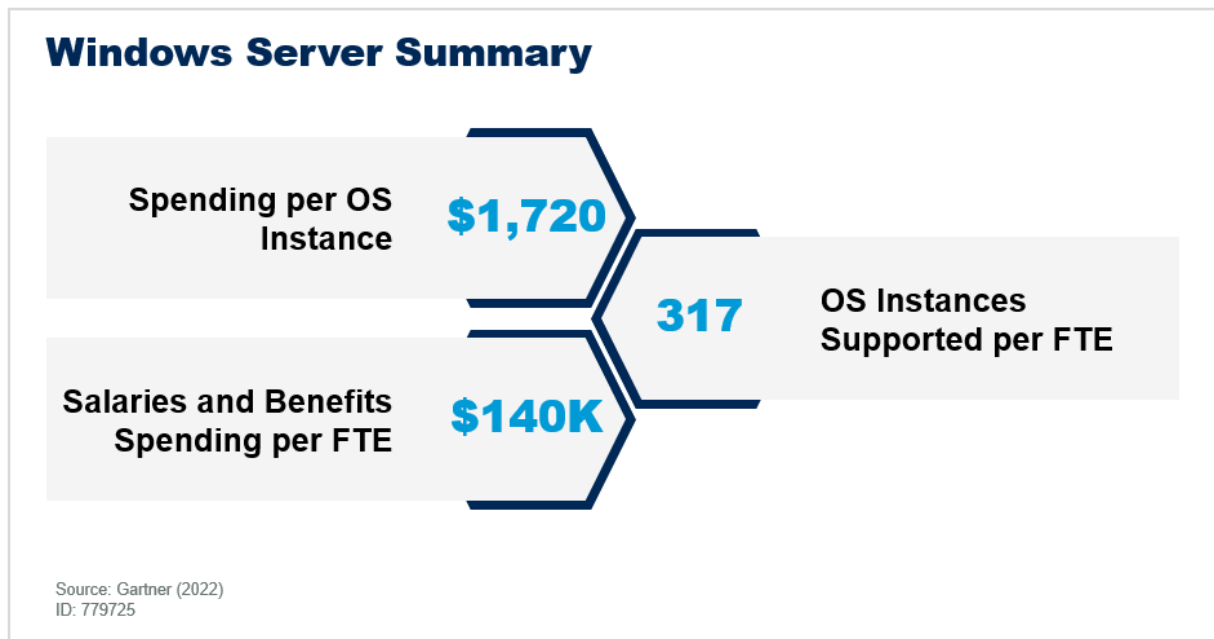 Windows Server Summary
Spending per OS
Instance
$1,720
317
OS Instances
Supported per FTE
Salaries and Benefits
Spending per FTE
$140K
Source: Gartner (2022)
ID: 779725